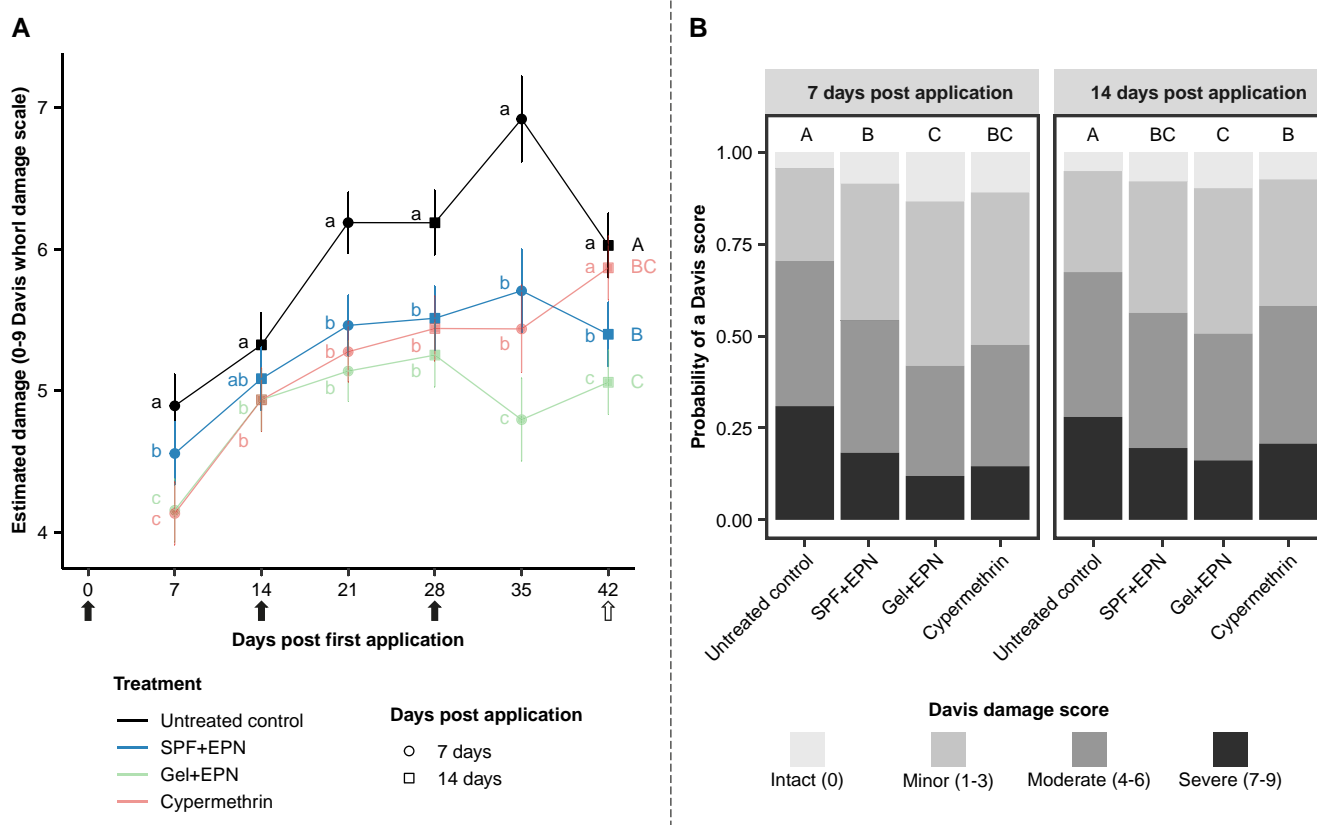 A
Estimated damage (0-9 Davis whorl damage scale)
7
6
5
4
a
b
c
c
a
ab
b
b
a
b
b
b
a
b
b
b
a
b
b
c
a A
a BC
b B
c C
0 7 14 21 28 35 42
Days post first application
Treatment
Untreated control
SPF+EPN
Gel+EPN
Cypermethrin
Days post application
7 days
14 days
B
7 days post application
14 days post application
A B C BC
A BC C B
Probability of a Davis score
1.00
0.75
0.50
0.25
0.00
Untreated control
SPF+EPN
Gel+EPN
Cypermethrin
Untreated control
SPF+EPN
Gel+EPN
Cypermethrin
Davis damage score
Intact (0)
Minor (1-3)
Moderate (4-6)
Severe (7-9)